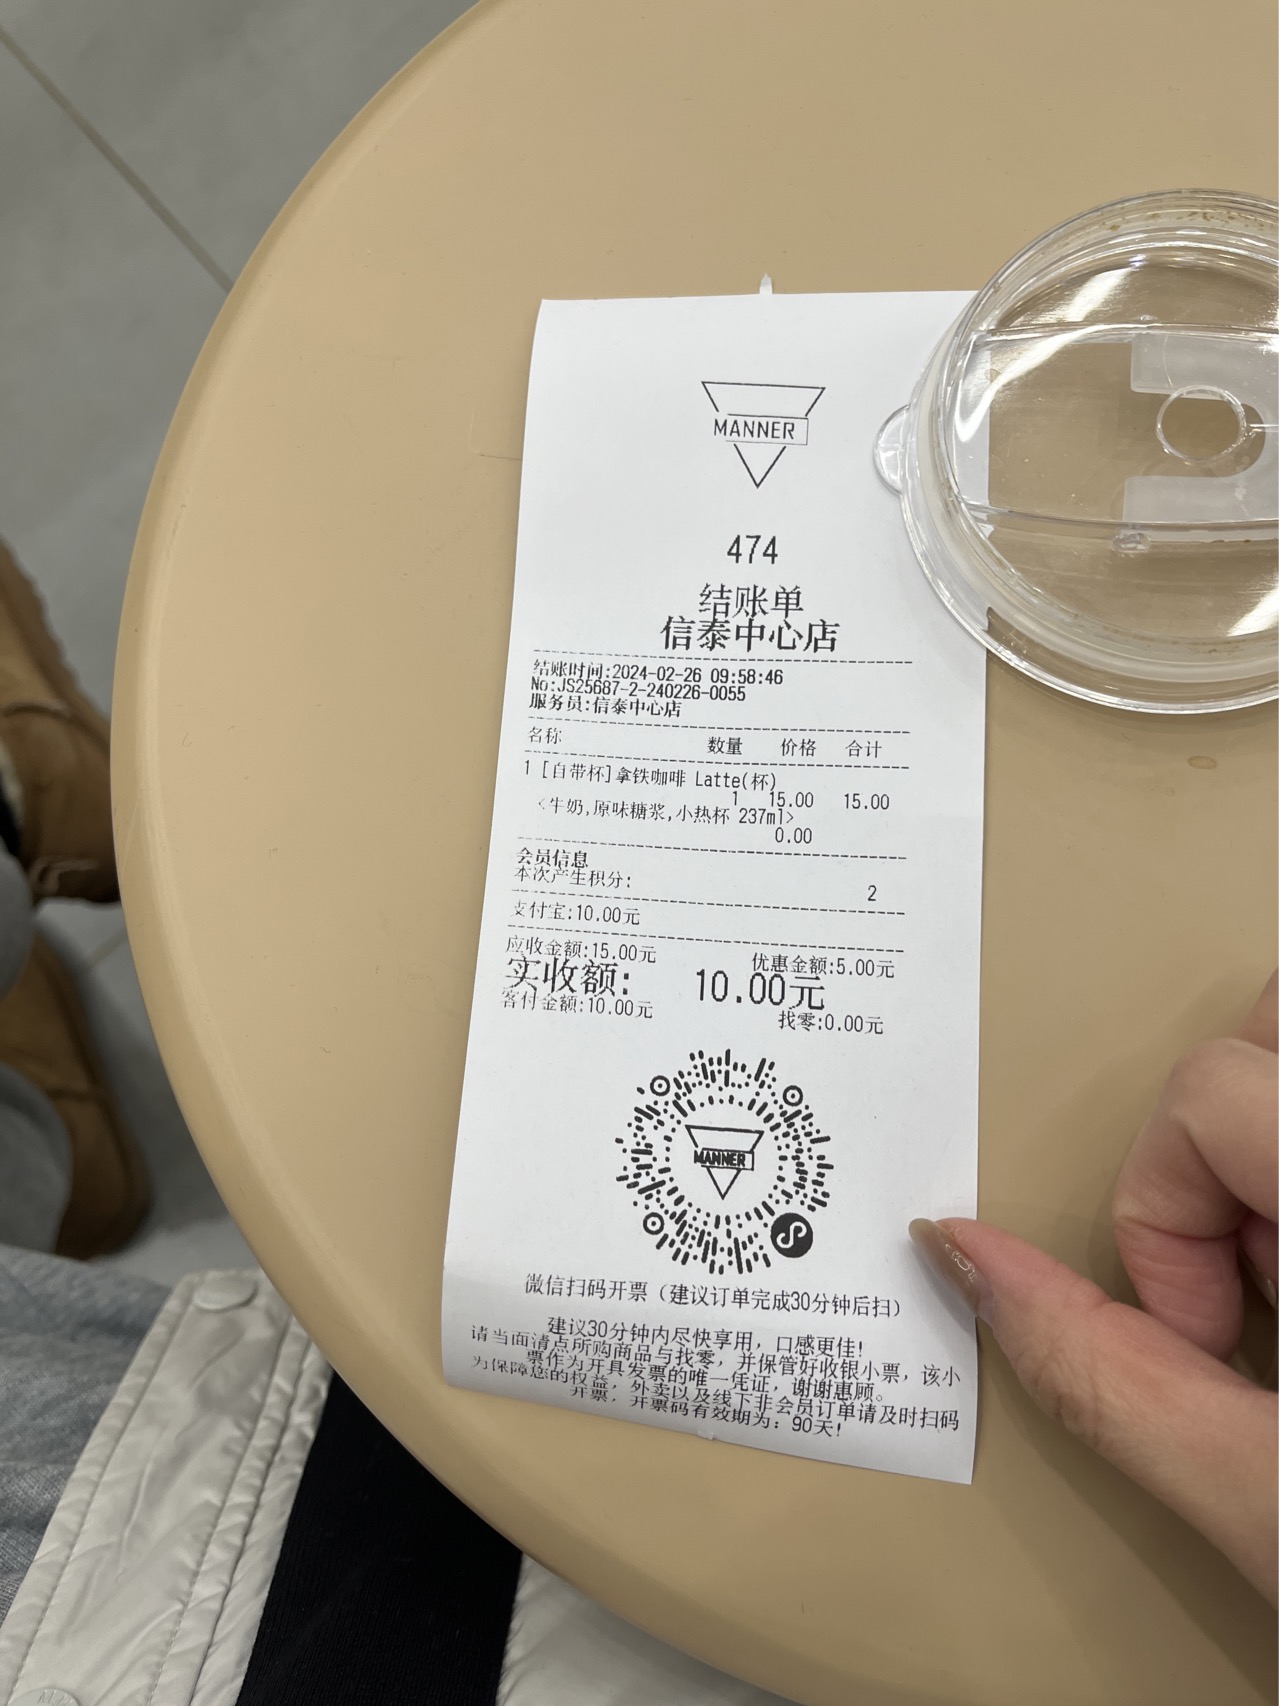 MANNER
474
结账单
信泰中心店
结账时间:2024-02-26 09:58:46
No:JS25687-2-240226-0055
服务员:信泰中心店
名称 数量 价格 合计
1 [自带杯]拿铁咖啡 Latte(杯)
1 15.00 15.00
<牛奶,原味糖浆,小热杯 237ml>
0.00
会员信息
本次产生积分: 2
支付宝:10.00元
应收金额:15.00元 优惠金额:5.00元
实收额: 10.00元
客付金额:10.00元 找零:0.00元
MANNER
微信扫码开票（建议订单完成30分钟后扫）
建议30分钟内尽快享用，口感更佳!
请当面清点所购商品与找零，并保管好收银小票，该小
票作为开具发票的唯一凭证，谢谢惠顾。
为保障您的权益，外卖以及线下非会员订单请及时扫码
开票，开票码有效期为：90天!